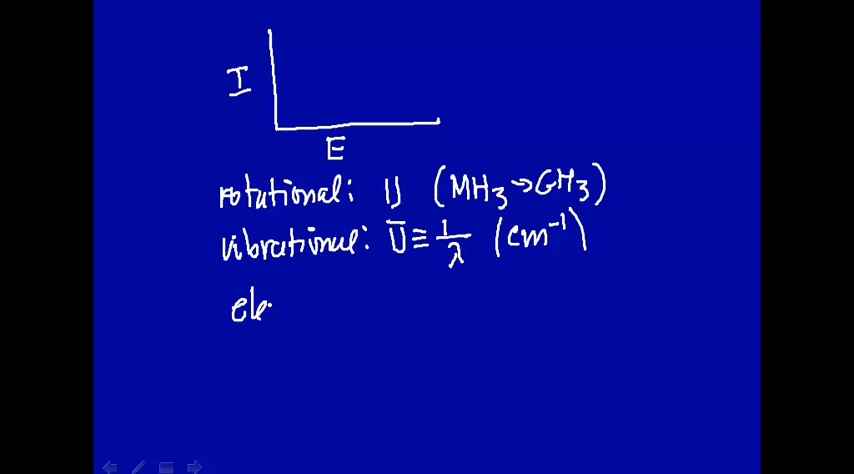 I
E
rotational: ν (MHz→GHz)
vibrational: ν̅ ≡ 1/λ (cm⁻¹)
ele